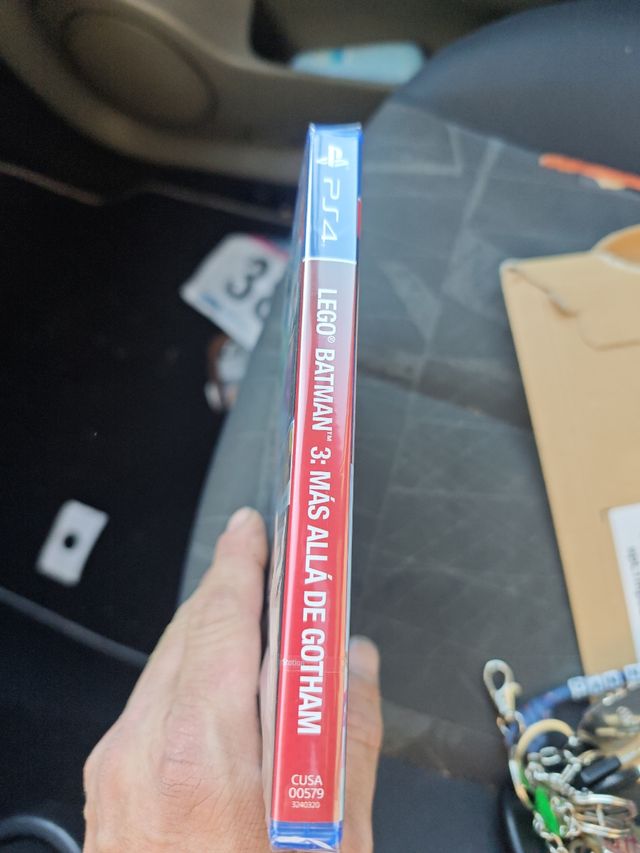 PS4
LEGO® BATMAN™ 3: MÁS ALLÁ DE GOTHAM
CUSA
00579
3240320